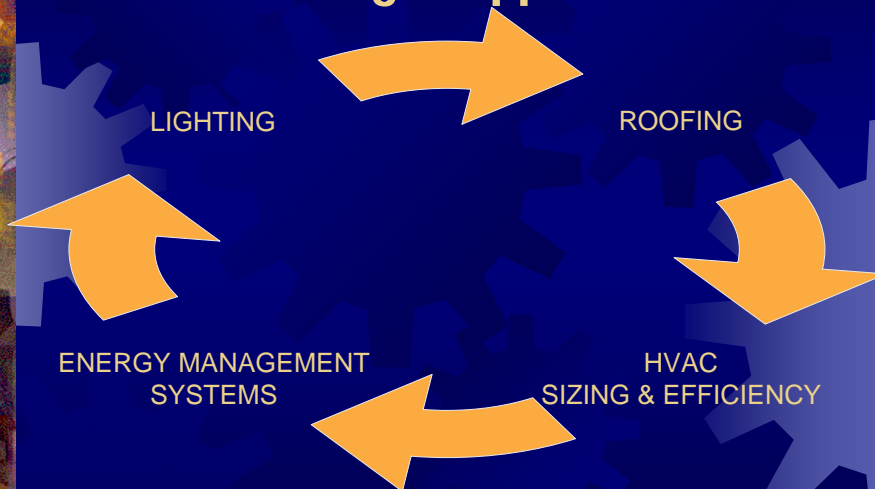 LIGHTING
ROOFING
ENERGY MANAGEMENT
SYSTEMS
HVAC
SIZING & EFFICIENCY